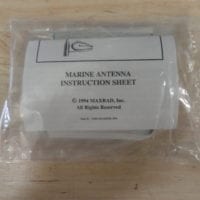 MARINE ANTENNA
INSTRUCTION SHEET
© 1994 MAXRAD, Inc.
All Rights Reserved